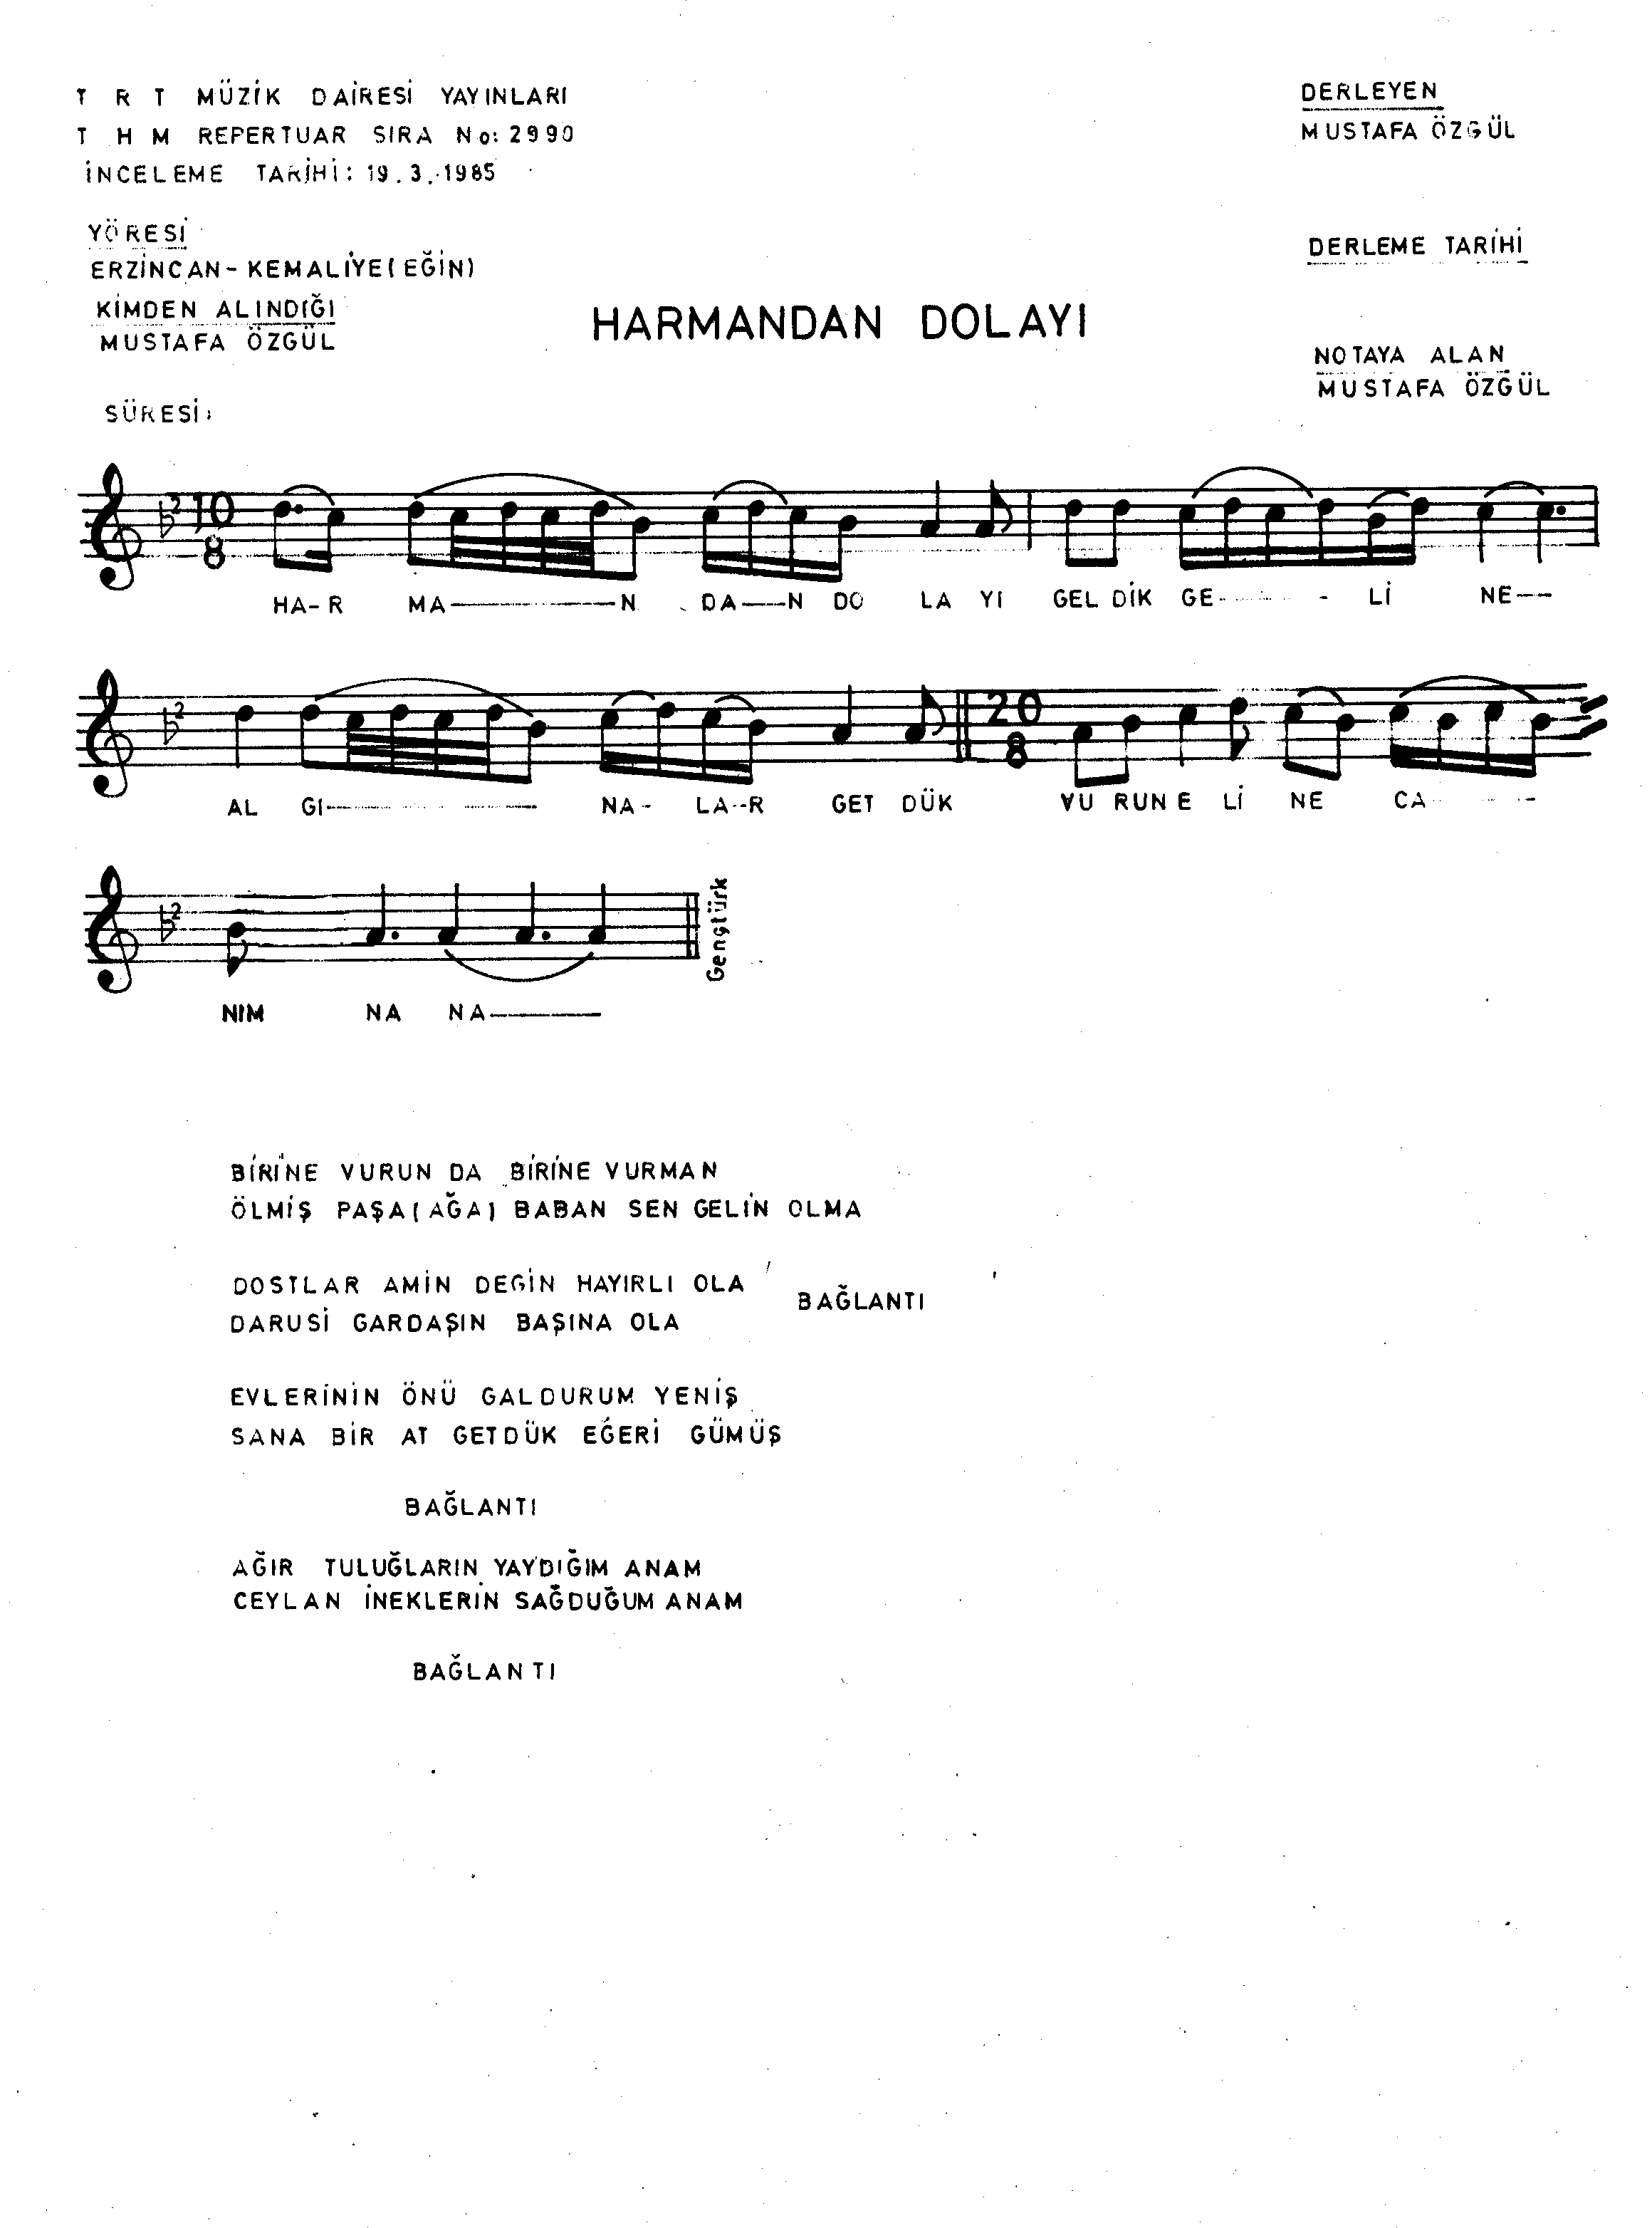 T R T MÜZİK DAİRESİ YAYINLARI
T H M REPERTUAR SIRA No: 2990
İNCELEME TARİHİ: 19.3.1985
DERLEYEN
MUSTAFA ÖZGÜL
YÖRESİ
ERZİNCAN-KEMALİYE(EĞİN)
DERLEME TARİHİ
KİMDEN ALINDIĞI
MUSTAFA ÖZGÜL
HARMANDAN DOLAYI
NOTAYA ALAN
MUSTAFA ÖZGÜL
SÜRESİ:
2 10 8
HA-R MA———N DA——N DO LA YI GEL DİK GE- - Lİ NE--
2 20 8
AL GI--- NA- LA--R GET DÜK VU RUN E Lİ NE CA - -
2
NIM NA NA———
Gençtürk
BİRİNE VURUN DA BİRİNE VURMAN
ÖLMİŞ PAŞA(AĞA) BABAN SEN GELİN OLMA
DOSTLAR AMİN DEGİN HAYIRLI OLA
BAĞLANTI
DARUSİ GARDAŞIN BAŞINA OLA
EVLERİNİN ÖNÜ GALDURUM YENİŞ
SANA BİR AT GETDÜK EĞERİ GÜMÜŞ
BAĞLANTI
AĞIR TULUĞLARIN YAYDIĞIM ANAM
CEYLAN İNEKLERİN SAĞDUĞUM ANAM
BAĞLANTI